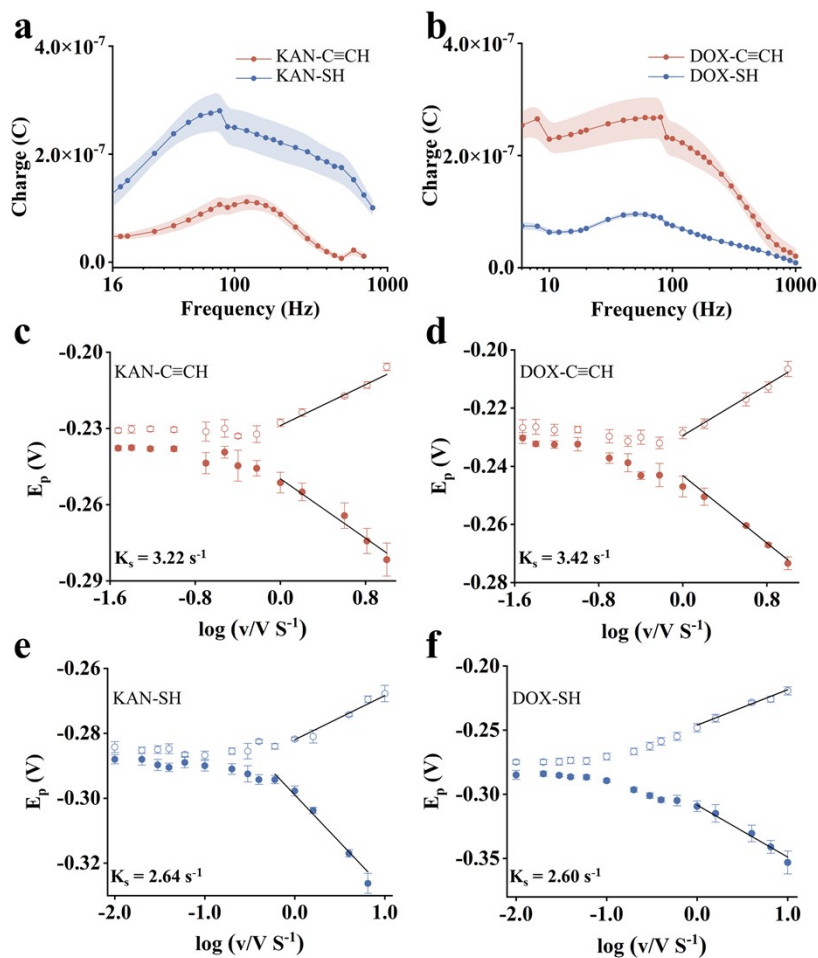 a
KAN-C≡CH
KAN-SH
4.0×10⁻⁷
2.0×10⁻⁷
0.0
Charge (C)
16
100
1000
Frequency (Hz)
b
DOX-C≡CH
DOX-SH
4.0×10⁻⁷
2.0×10⁻⁷
0.0
Charge (C)
10
100
1000
Frequency (Hz)
c
KAN-C≡CH
-0.20
-0.23
-0.26
-0.29
Eₚ (V)
Kₛ = 3.22 s⁻¹
-1.6
-0.8
0.0
0.8
log (v/V S⁻¹)
d
DOX-C≡CH
-0.20
-0.22
-0.24
-0.26
-0.28
Eₚ (V)
Kₛ = 3.42 s⁻¹
-1.6
-0.8
0.0
0.8
log (v/V S⁻¹)
e
KAN-SH
-0.26
-0.28
-0.30
-0.32
Eₚ (V)
Kₛ = 2.64 s⁻¹
-2.0
-1.0
0.0
1.0
log (v/V S⁻¹)
f
DOX-SH
-0.20
-0.25
-0.30
-0.35
Eₚ (V)
Kₛ = 2.60 s⁻¹
-2.0
-1.0
0.0
1.0
log (v/V S⁻¹)